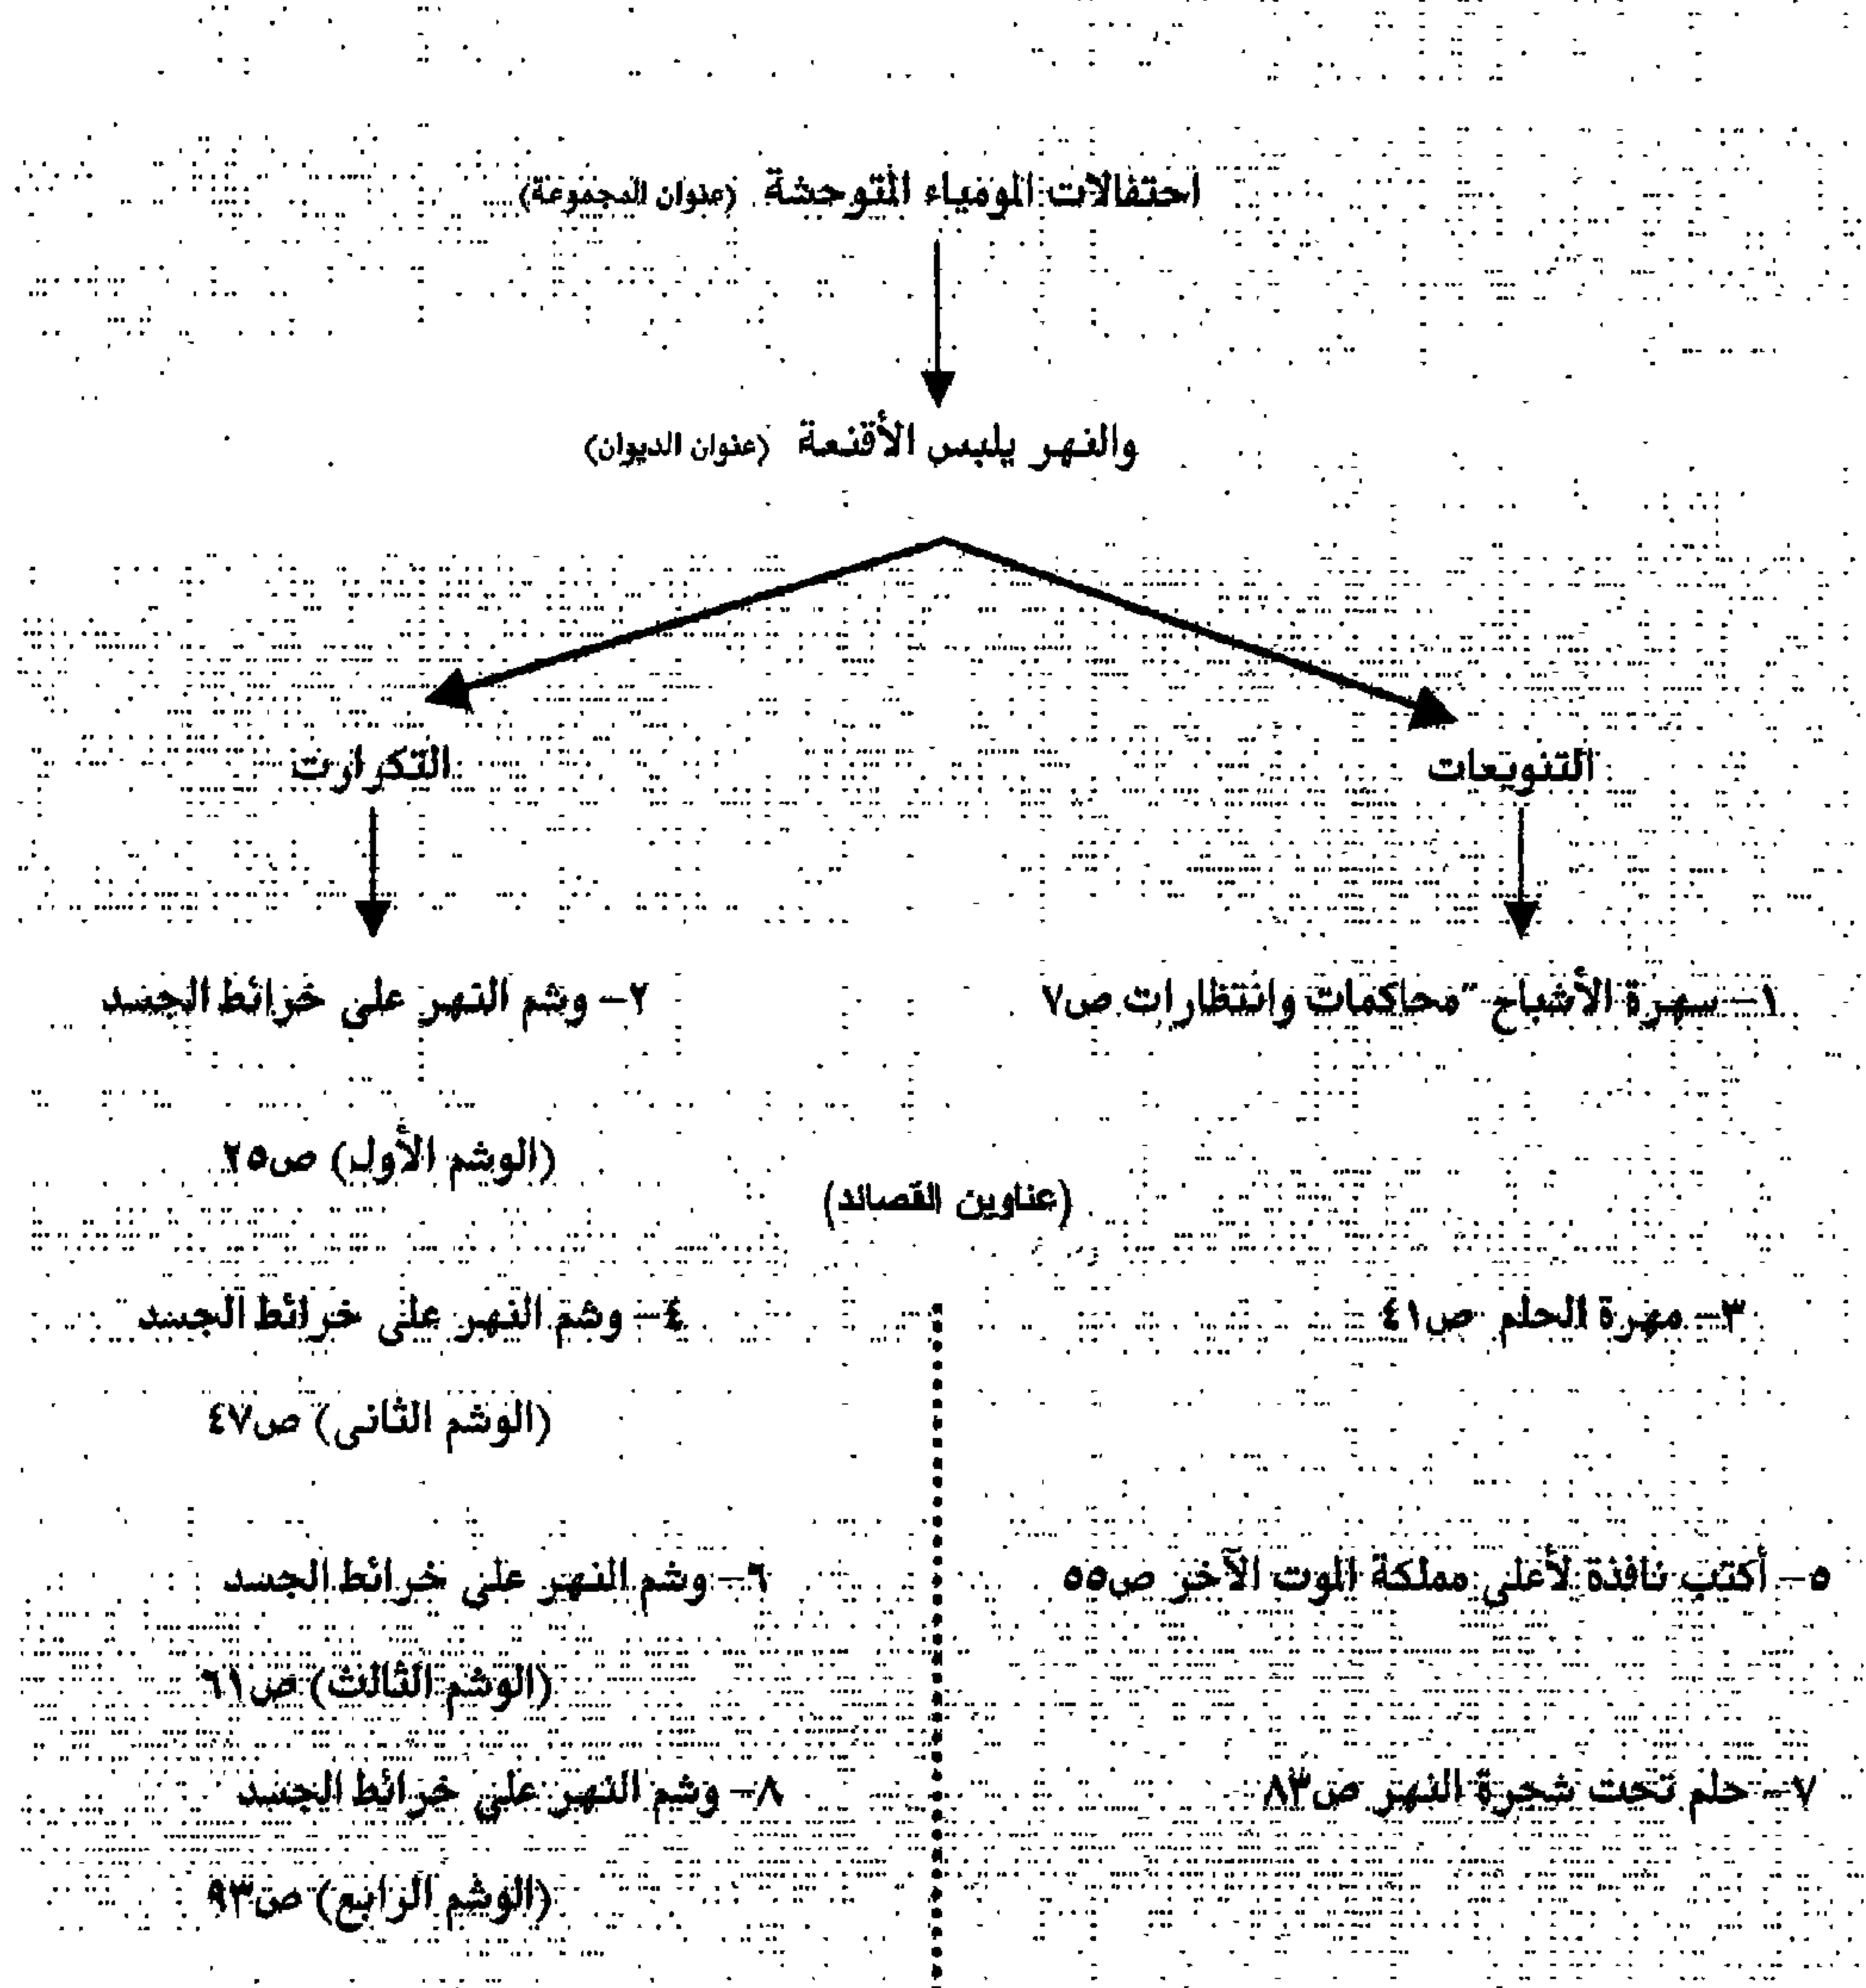 احتفالات المومياء المتوحشة (عنوان المجموعة)
والنهر يلبس الأقنعة (عنوان الديوان)
التنويعات
التكرارت
١– سهرة الأشباح "محاكمات وانتظارات ص٧
٢– وشم النهر على خرائط الجسد
(الوشم الأول) ص٢٥
(عناوين القصائد)
٣– مهرة الحلم ص٤١
٤– وشم النهر على خرائط الجسد
(الوشم الثانى) ص٤٧
٥– أكتب نافذة لأعلى مملكة الموت الآخر ص٥٥
٦– وشم النهر على خرائط الجسد
(الوشم الثالث) ص٦١
٧– حلم تحت شجرة النهر ص٨٣
٨– وشم النهر على خرائط الجسد
(الوشم الرابع) ص٩٣